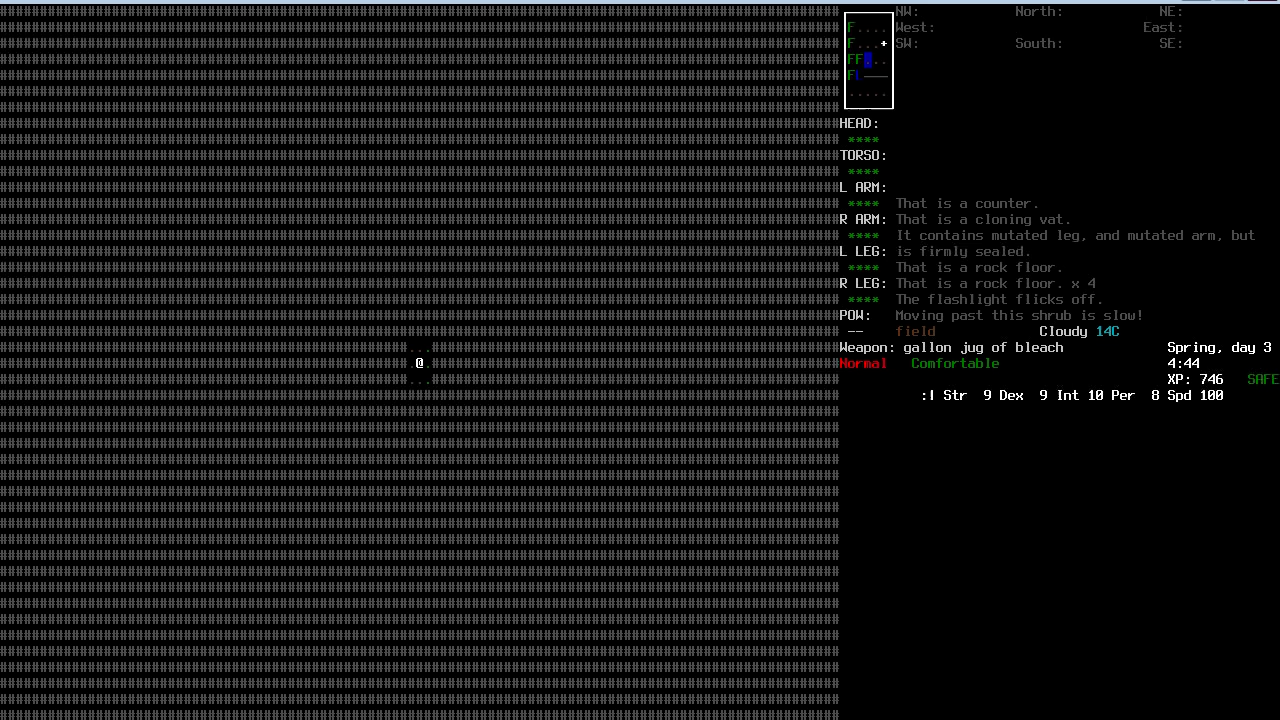 NW: North: NE:
F.... West: East:
F...+ SW: South: SE:
FF...
F
.....
HEAD:
****
TORSO:
****
L ARM:
**** That is a counter.
R ARM: That is a cloning vat.
**** It contains mutated leg, and mutated arm, but
L LEG: is firmly sealed.
**** That is a rock floor.
R LEG: That is a rock floor. x 4
**** The flashlight flicks off.
POW: Moving past this shrub is slow!
-- field Cloudy 14C
... Weapon: gallon jug of bleach Spring, day 3
.@. Normal Comfortable 4:44
... XP: 746 SAFE
:| Str 9 Dex 9 Int 10 Per 8 Spd 100